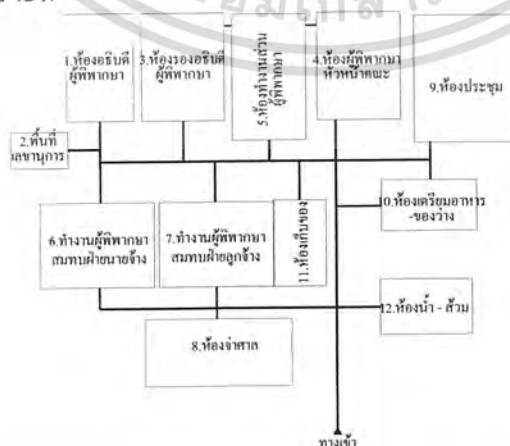 1.ห้องอธิบดี
ผู้พิพากษา
3.ห้องรองอธิบดี
ผู้พิพากษา
5.ห้องทำงานส่วน
ผู้พิพากษา
4.ห้องผู้พิพากษา
หัวหน้าคณะ
9.ห้องประชุม
2.พื้นที่
เลขานุการ
6.ทำงานผู้พิพากษา
สมทบฝ่ายนายจ้าง
7.ทำงานผู้พิพากษา
สมทบฝ่ายลูกจ้าง
11.ห้องเก็บของ
10.ห้องเตรียมอาหาร
-ของว่าง
12.ห้องน้ำ - ส้วม
8.ห้องจ่าศาล
ทางเข้า